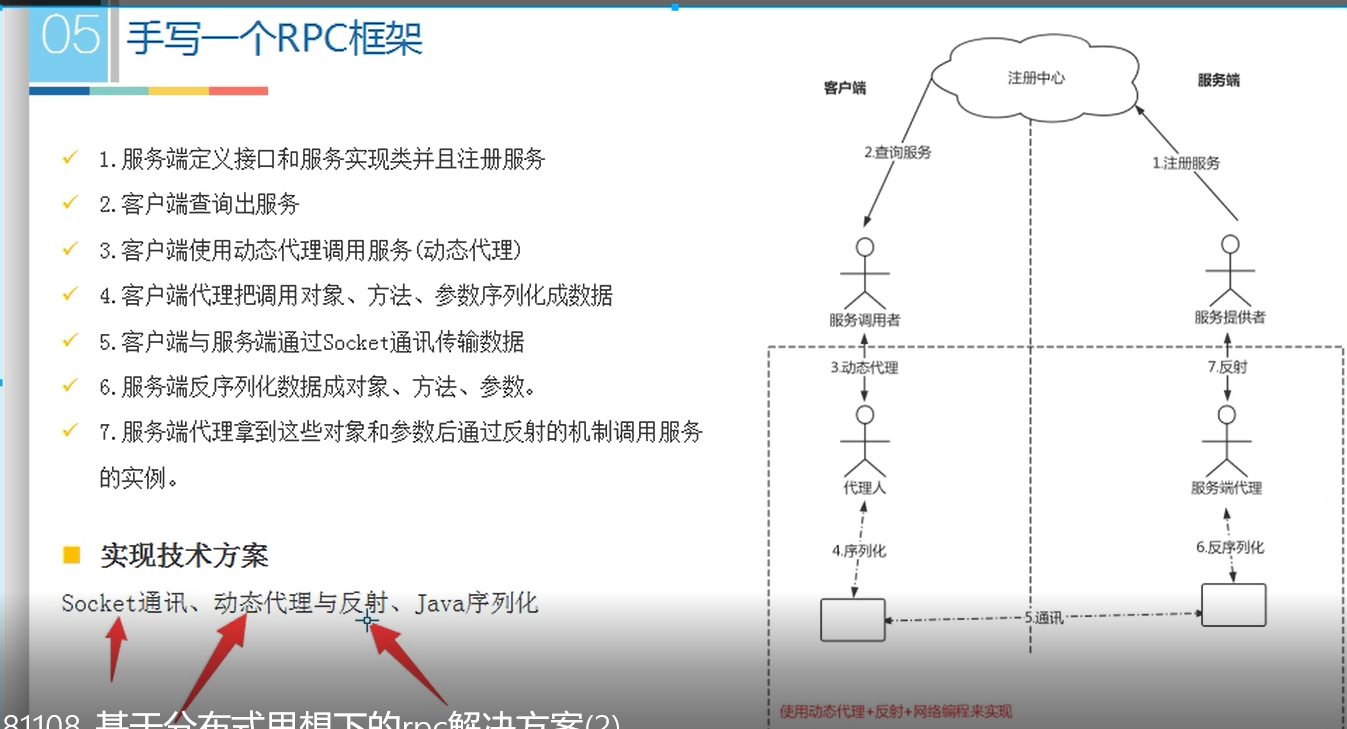 05
手写一个RPC框架
1.服务端定义接口和服务实现类并且注册服务
2.客户端查询出服务
3.客户端使用动态代理调用服务(动态代理)
4.客户端代理把调用对象、方法、参数序列化成数据
5.客户端与服务端通过Socket通讯传输数据
6.服务端反序列化数据成对象、方法、参数。
7.服务端代理拿到这些对象和参数后通过反射的机制调用服务
的实例。
实现技术方案
Socket通讯、动态代理与反射、Java序列化
客户端
注册中心
服务端
2.查询服务
1.注册服务
服务调用者
服务提供者
3.动态代理
7.反射
代理人
服务端代理
4.序列化
6.反序列化
5.通讯
使用动态代理+反射+网络编程来实现
81108 基于分布式思想下的rpc解决方案(2)